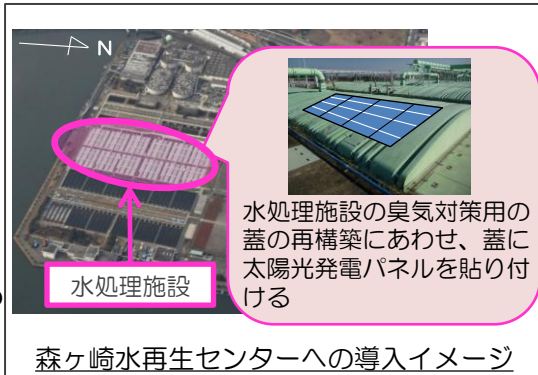 N
水処理施設の臭気対策用の
蓋の再構築にあわせ、蓋に
太陽光発電パネルを貼り付
ける
水処理施設
森ヶ崎水再生センターへの導入イメージ